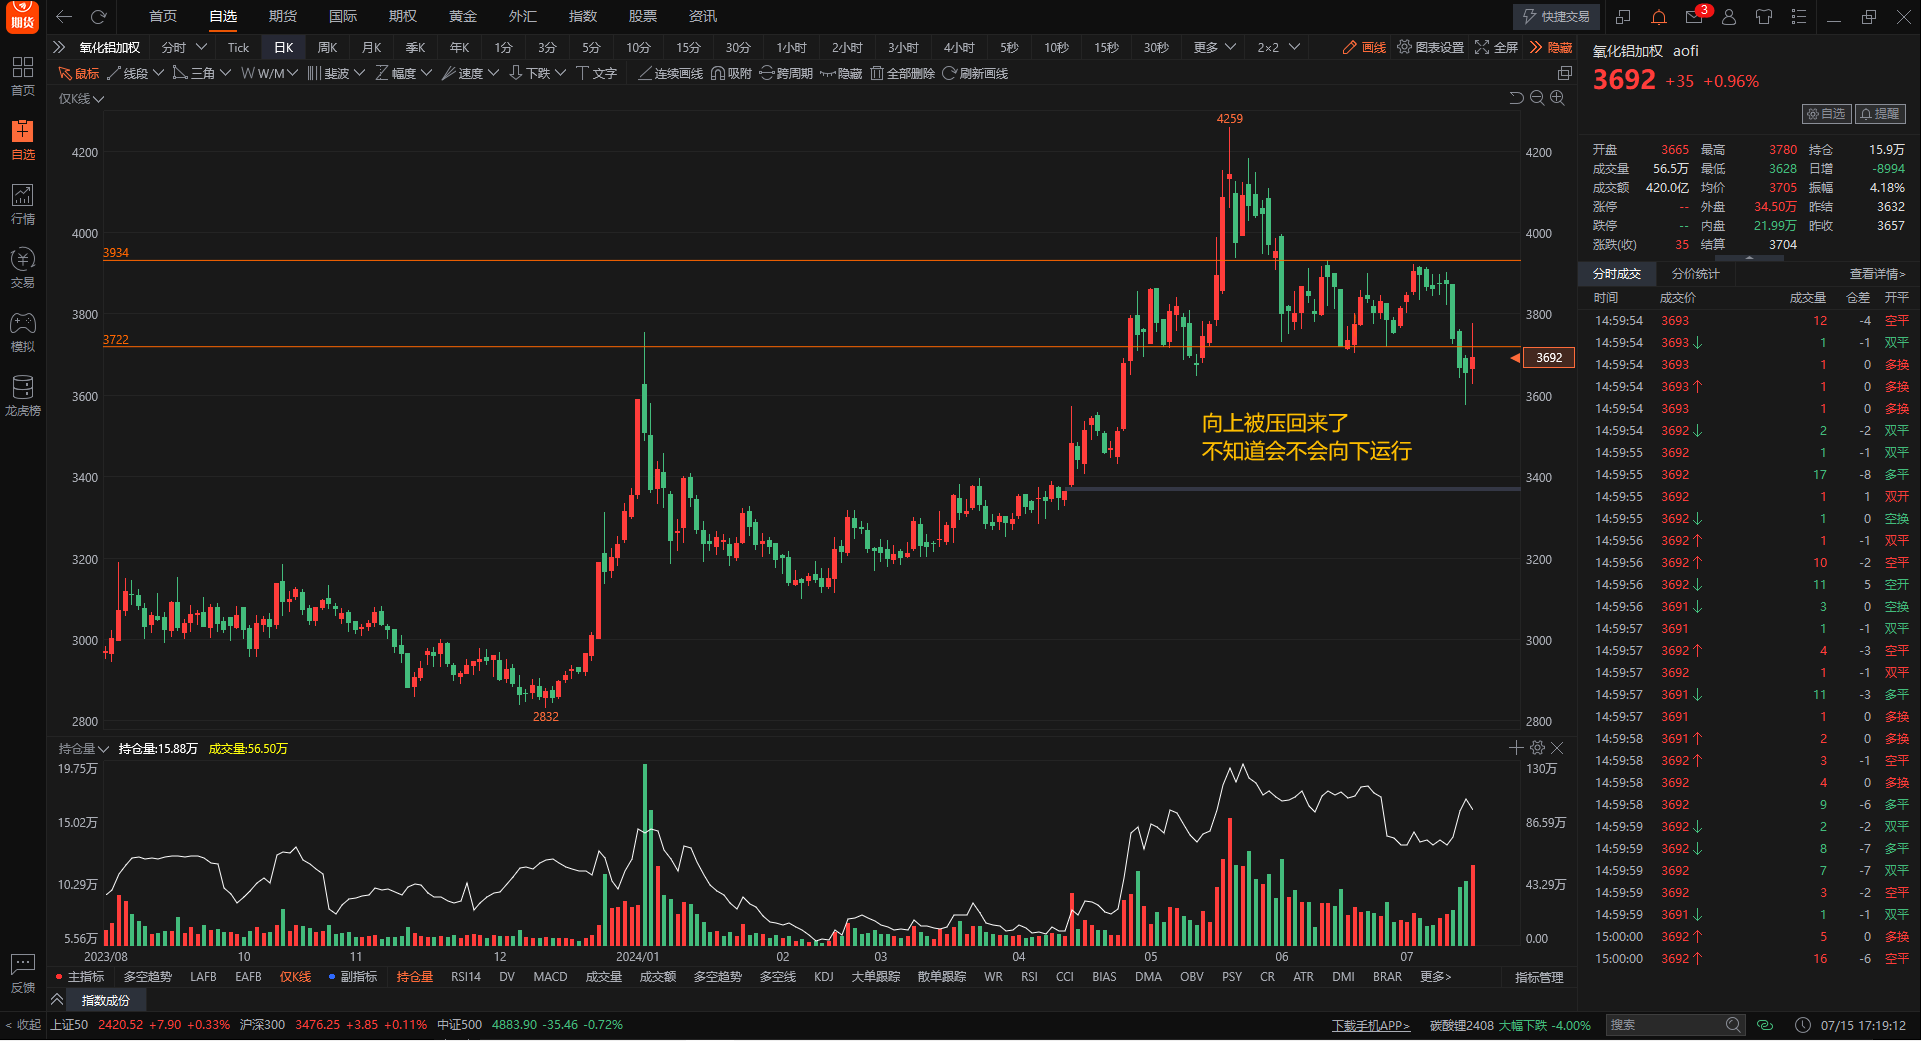 期货
首页 自选 期货 国际 期权 黄金 外汇 指数 股票 资讯
快捷交易 3
氧化铝加权 分时 Tick 日K 周K 月K 季K 年K 1分 3分 5分 10分 15分 30分 1小时 2小时 3小时 4小时 5秒 10秒 15秒 30秒 更多 2×2 画线 图表设置 全屏 隐藏
鼠标 线段 三角 W/M 斐波 幅度 速度 下跌 文字 连续画线 吸附 跨周期 隐藏 全部删除 刷新画线
首页
自选
行情
交易
模拟
龙虎榜
反馈
< 收起
仅K线
4259
4200 4200
4000 4000
3934
3800 3800
3722
3692
3600 3600
向上被压回来了
不知道会不会向下运行
3400 3400
3200 3200
3000 3000
2832
2800 2800
持仓量 持仓量:15.88万 成交量:56.50万
19.75万 130万
15.02万 86.59万
10.29万 43.29万
5.56万 0.00
2023/08 10 11 12 2024/01 02 03 04 05 06 07
主指标 多空趋势 LAFB EAFB 仅K线 副指标 持仓量 RSI14 DV MACD 成交量 成交额 多空趋势 多空线 KDJ 大单跟踪 散单跟踪 WR RSI CCI BIAS DMA OBV PSY CR ATR DMI BRAR 更多> 指标管理
指数成份
上证50 2420.52 +7.90 +0.33% 沪深300 3476.25 +3.85 +0.11% 中证500 4883.90 -35.46 -0.72% 下载手机APP> 碳酸锂2408 大幅下跌 -4.00% 搜索 07/15 17:19:12
氧化铝加权 aofi
3692 +35 +0.96%
自选 提醒
开盘 3665 最高 3780 持仓 15.9万
成交量 56.5万 最低 3628 日增 -8994
成交额 420.0亿 均价 3705 振幅 4.18%
涨停 -- 外盘 34.50万 昨结 3632
跌停 -- 内盘 21.99万 昨收 3657
涨跌(收) 35 结算 3704
分时成交 分价统计 查看详情>
时间 成交价 成交量 仓差 开平
14:59:54 3693 12 -4 空平
14:59:54 3693↓ 1 -1 双平
14:59:54 3693 1 0 多换
14:59:54 3693↑ 1 0 多换
14:59:54 3693 1 0 多换
14:59:54 3692↓ 2 -2 双平
14:59:55 3692 1 -1 双平
14:59:55 3692 17 -8 多平
14:59:55 3692 1 1 双开
14:59:55 3692↓ 1 0 空换
14:59:56 3692↑ 1 -1 双平
14:59:56 3692↑ 10 -2 空平
14:59:56 3692↓ 11 5 空开
14:59:56 3691↓ 3 0 空换
14:59:57 3691 1 -1 双平
14:59:57 3692↑ 4 -3 空平
14:59:57 3692 1 -1 双平
14:59:57 3691↓ 11 -3 多平
14:59:57 3691 1 0 多换
14:59:58 3691↑ 2 0 多换
14:59:58 3692↑ 3 -1 空平
14:59:58 3692 4 0 多换
14:59:58 3692 9 -6 多平
14:59:59 3692↓ 2 -2 双平
14:59:59 3692↓ 8 -7 多平
14:59:59 3692 7 -7 双平
14:59:59 3692 3 -2 空平
14:59:59 3691↓ 1 -1 双平
15:00:00 3692↑ 5 0 多换
15:00:00 3692↑ 16 -6 空平